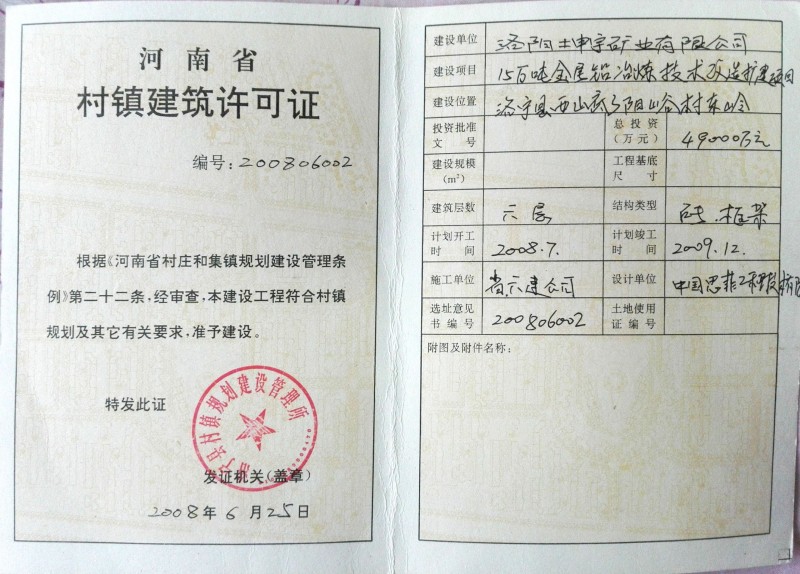 河南省
村镇建筑许可证
编号:200806002
根据《河南省村庄和集镇规划建设管理条
例》第二十二条,经审查,本建设工程符合村镇
规划及其它有关要求,准予建设。
特发此证
宁县村镇规划建设管理所
发证机关(盖章)
2008年6月25日
建设单位 洛阳 矿业有限公司
建设项目 15万吨金属铅冶炼技术改造扩建项目
建设位置 洛宁县西山底乡阳峪村东岭
投资批准文号 总投资(万元) 49000万元
建设规模(m²) 工程基底尺寸
建筑层数 六层 结构类型 砖.框架
计划开工时间 2008.7. 计划竣工时间 2009.12.
施工单位 省六建公司 设计单位 中国恩菲工程技术
选址意见书编号 200806002 土地使用证编号
附图及附件名称: